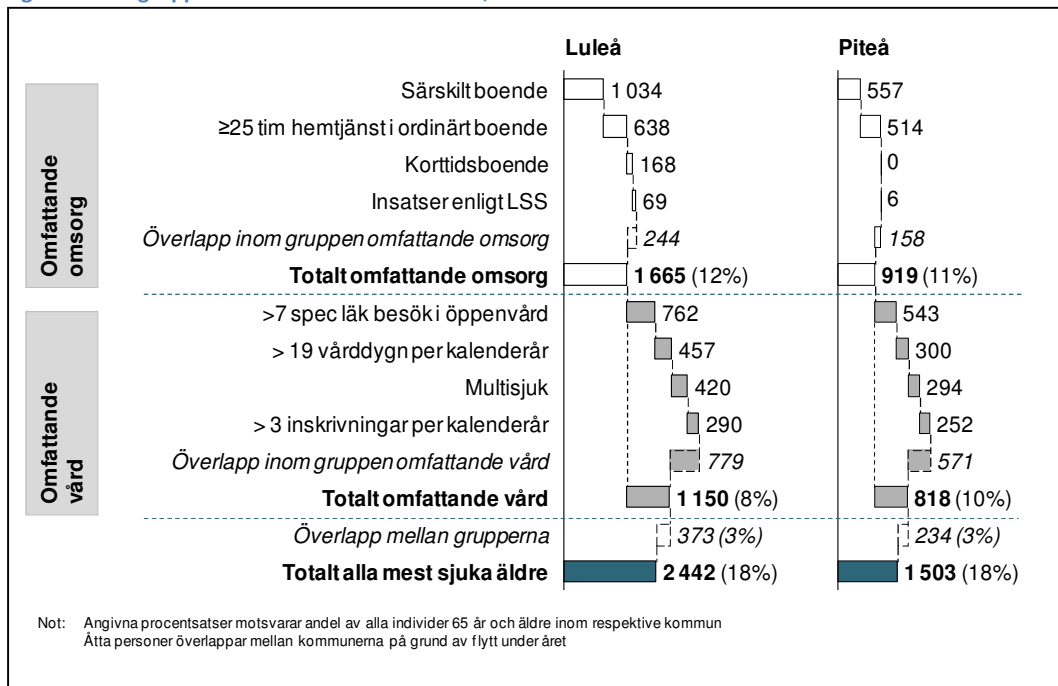 Luleå Piteå
Omfattande omsorg
Särskilt boende 1 034 557
≥25 tim hemtjänst i ordinärt boende 638 514
Korttidsboende 168 0
Insatser enligt LSS 69 6
Överlapp inom gruppen omfattande omsorg 244 158
Totalt omfattande omsorg 1 665 (12%) 919 (11%)
Omfattande vård
>7 spec läk besök i öppenvård 762 543
> 19 vårddygn per kalenderår 457 300
Multisjuk 420 294
> 3 inskrivningar per kalenderår 290 252
Överlapp inom gruppen omfattande vård 779 571
Totalt omfattande vård 1 150 (8%) 818 (10%)
Överlapp mellan grupperna 373 (3%) 234 (3%)
Totalt alla mest sjuka äldre 2 442 (18%) 1 503 (18%)
Not: Angivna procentsatser motsvarar andel av alla individer 65 år och äldre inom respektive kommun
Åtta personer överlappar mellan kommunerna på grund av flytt under året